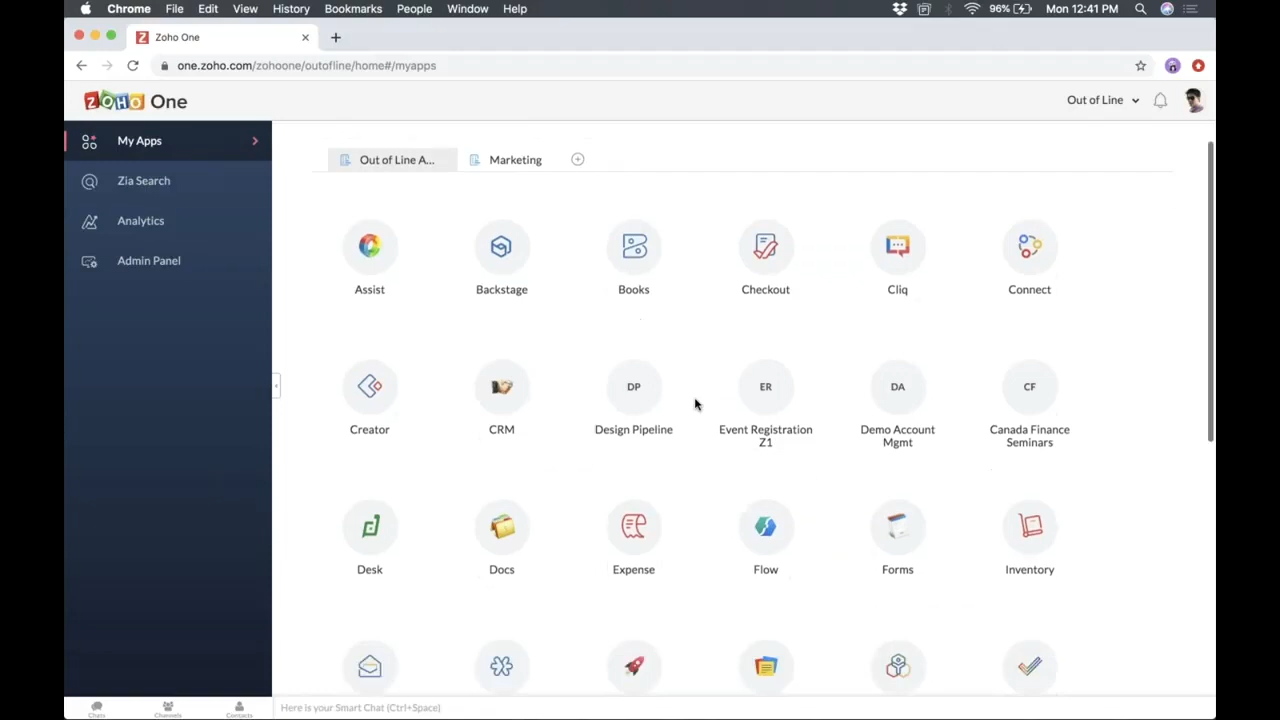 Chrome File Edit View History Bookmarks People Window Help 96% Mon 12:41 PM
Zoho One
one.zoho.com/zohoone/outofline/home#/myapps
ZOHO One Out of Line
My Apps
Zia Search
Analytics
Admin Panel
Out of Line A... Marketing
Assist Backstage Books Checkout Cliq Connect
DP ER DA CF
Creator CRM Design Pipeline Event Registration Demo Account Canada Finance
Z1 Mgmt Seminars
Desk Docs Expense Flow Forms Inventory
Chats Channels Contacts Here is your Smart Chat (Ctrl+Space)